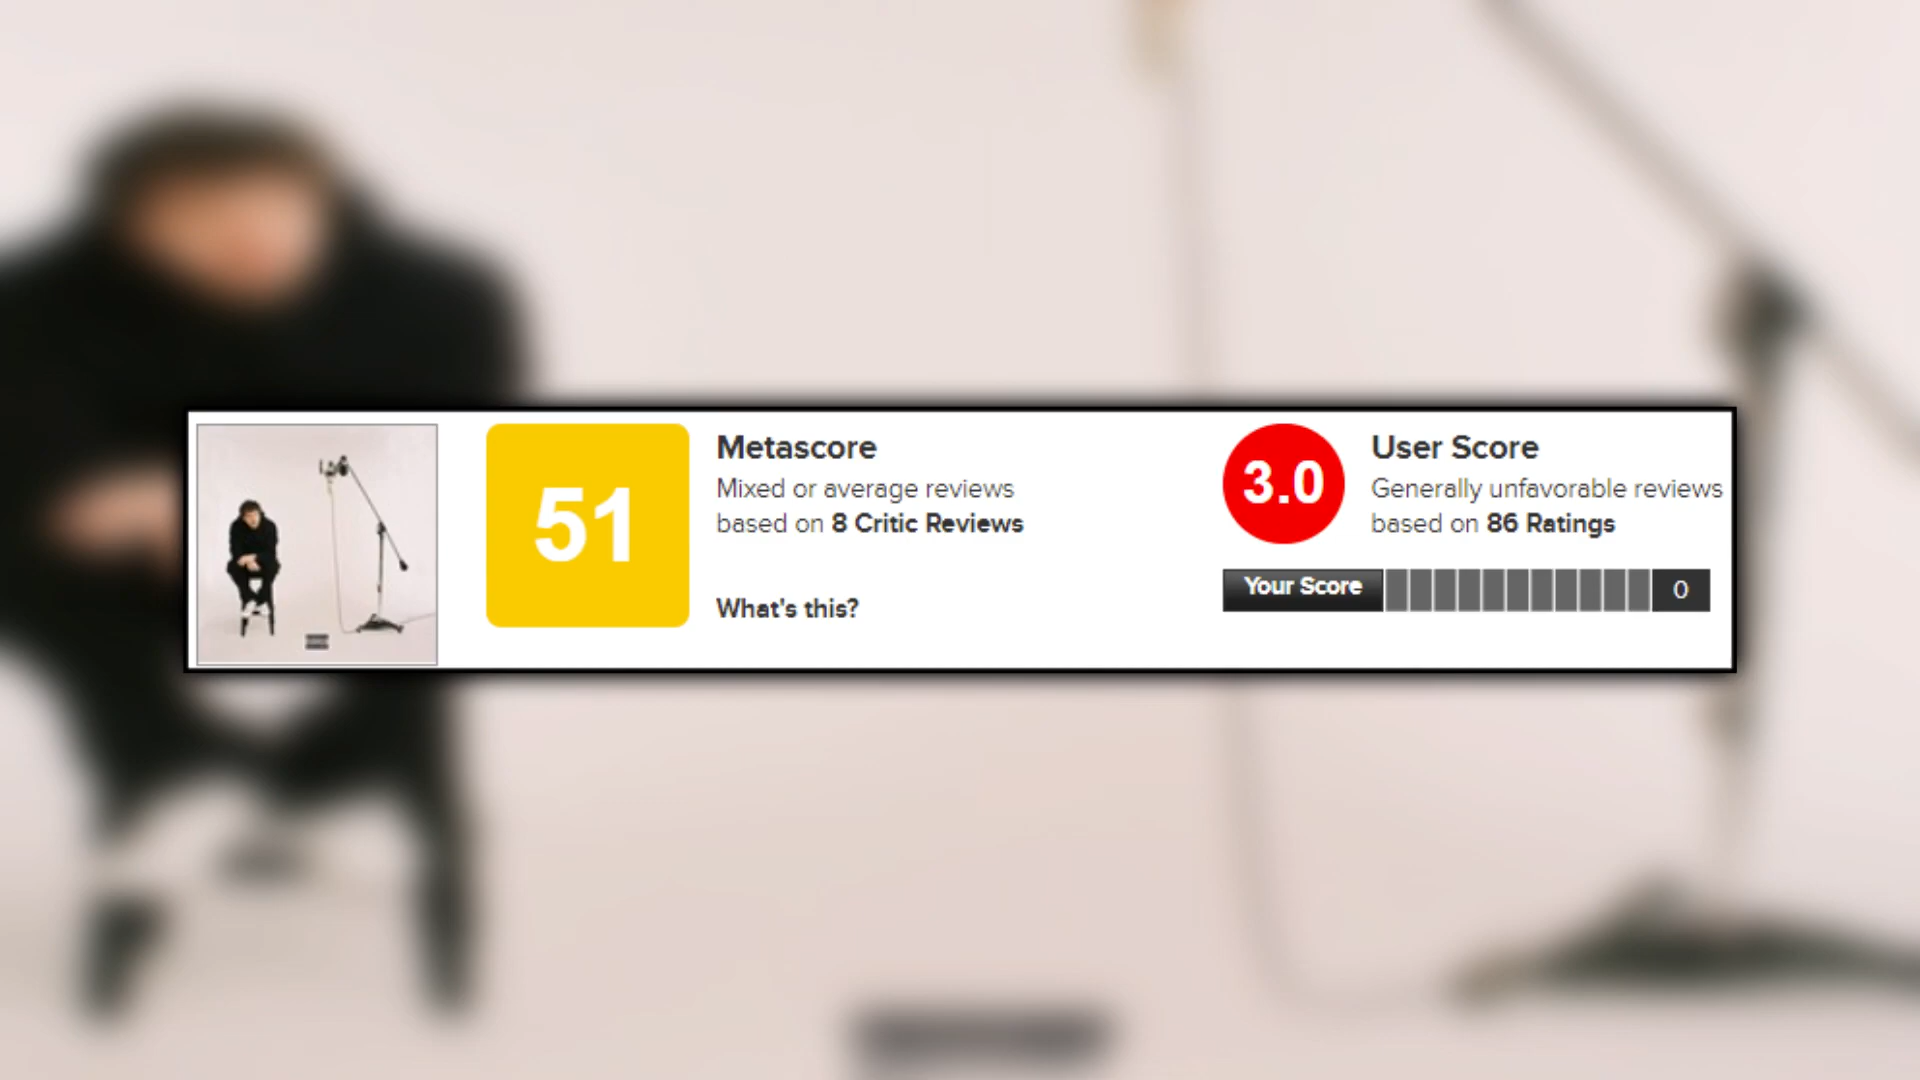 51
Metascore
Mixed or average reviews
based on 8 Critic Reviews
What's this?
3.0
User Score
Generally unfavorable reviews
based on 86 Ratings
Your Score
0